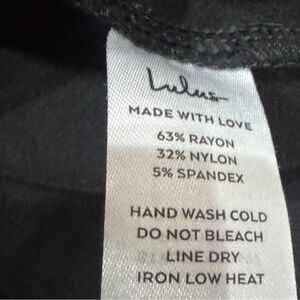 Lulus
MADE WITH LOVE
63% RAYON
32% NYLON
5% SPANDEX
HAND WASH COLD
DO NOT BLEACH
LINE DRY
IRON LOW HEAT